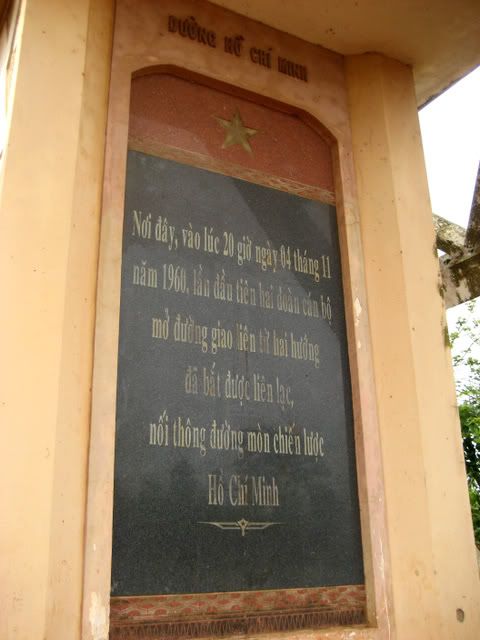 ĐƯỜNG HỒ CHÍ MINH
Nơi đây, vào lúc 20 giờ ngày 04 tháng 11
năm 1960, lần đầu tiên hai đoàn cán bộ
mở đường giao liên từ hai hướng
đã bắt được liên lạc,
nối thông đường mòn chiến lược
Hồ Chí Minh